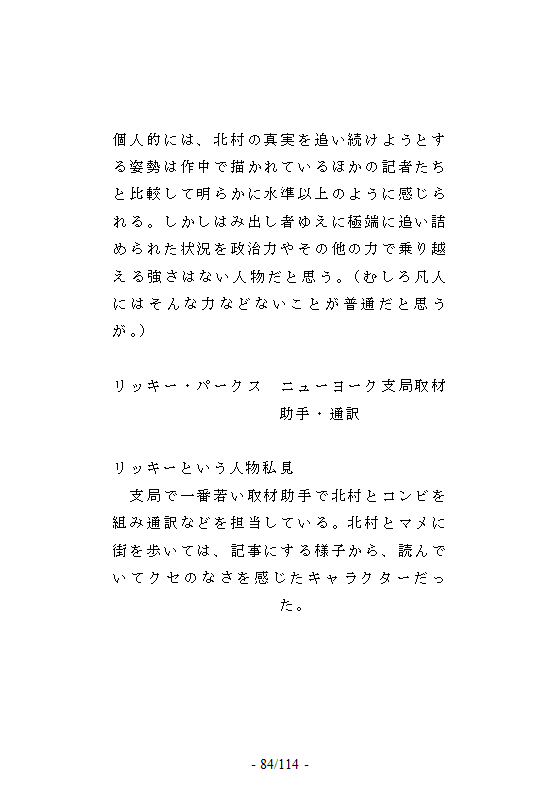 個人的には、北村の真実を追い続けようとす
る姿勢は作中で描かれているほかの記者たち
と比較して明らかに水準以上のように感じら
れる。しかしはみ出し者ゆえに極端に追い詰
められた状況を政治力やその他の力で乗り越
える強さはない人物だと思う。（むしろ凡人
にはそんな力などないことが普通だと思う
が。）
リッキー・パークス　ニューヨーク支局取材
助手・通訳
リッキーという人物私見
　支局で一番若い取材助手で北村とコンビを
組み通訳などを担当している。北村とマメに
街を歩いては、記事にする様子から、読んで
いてクセのなさを感じたキャラクターだっ
た。
- 84/114 -